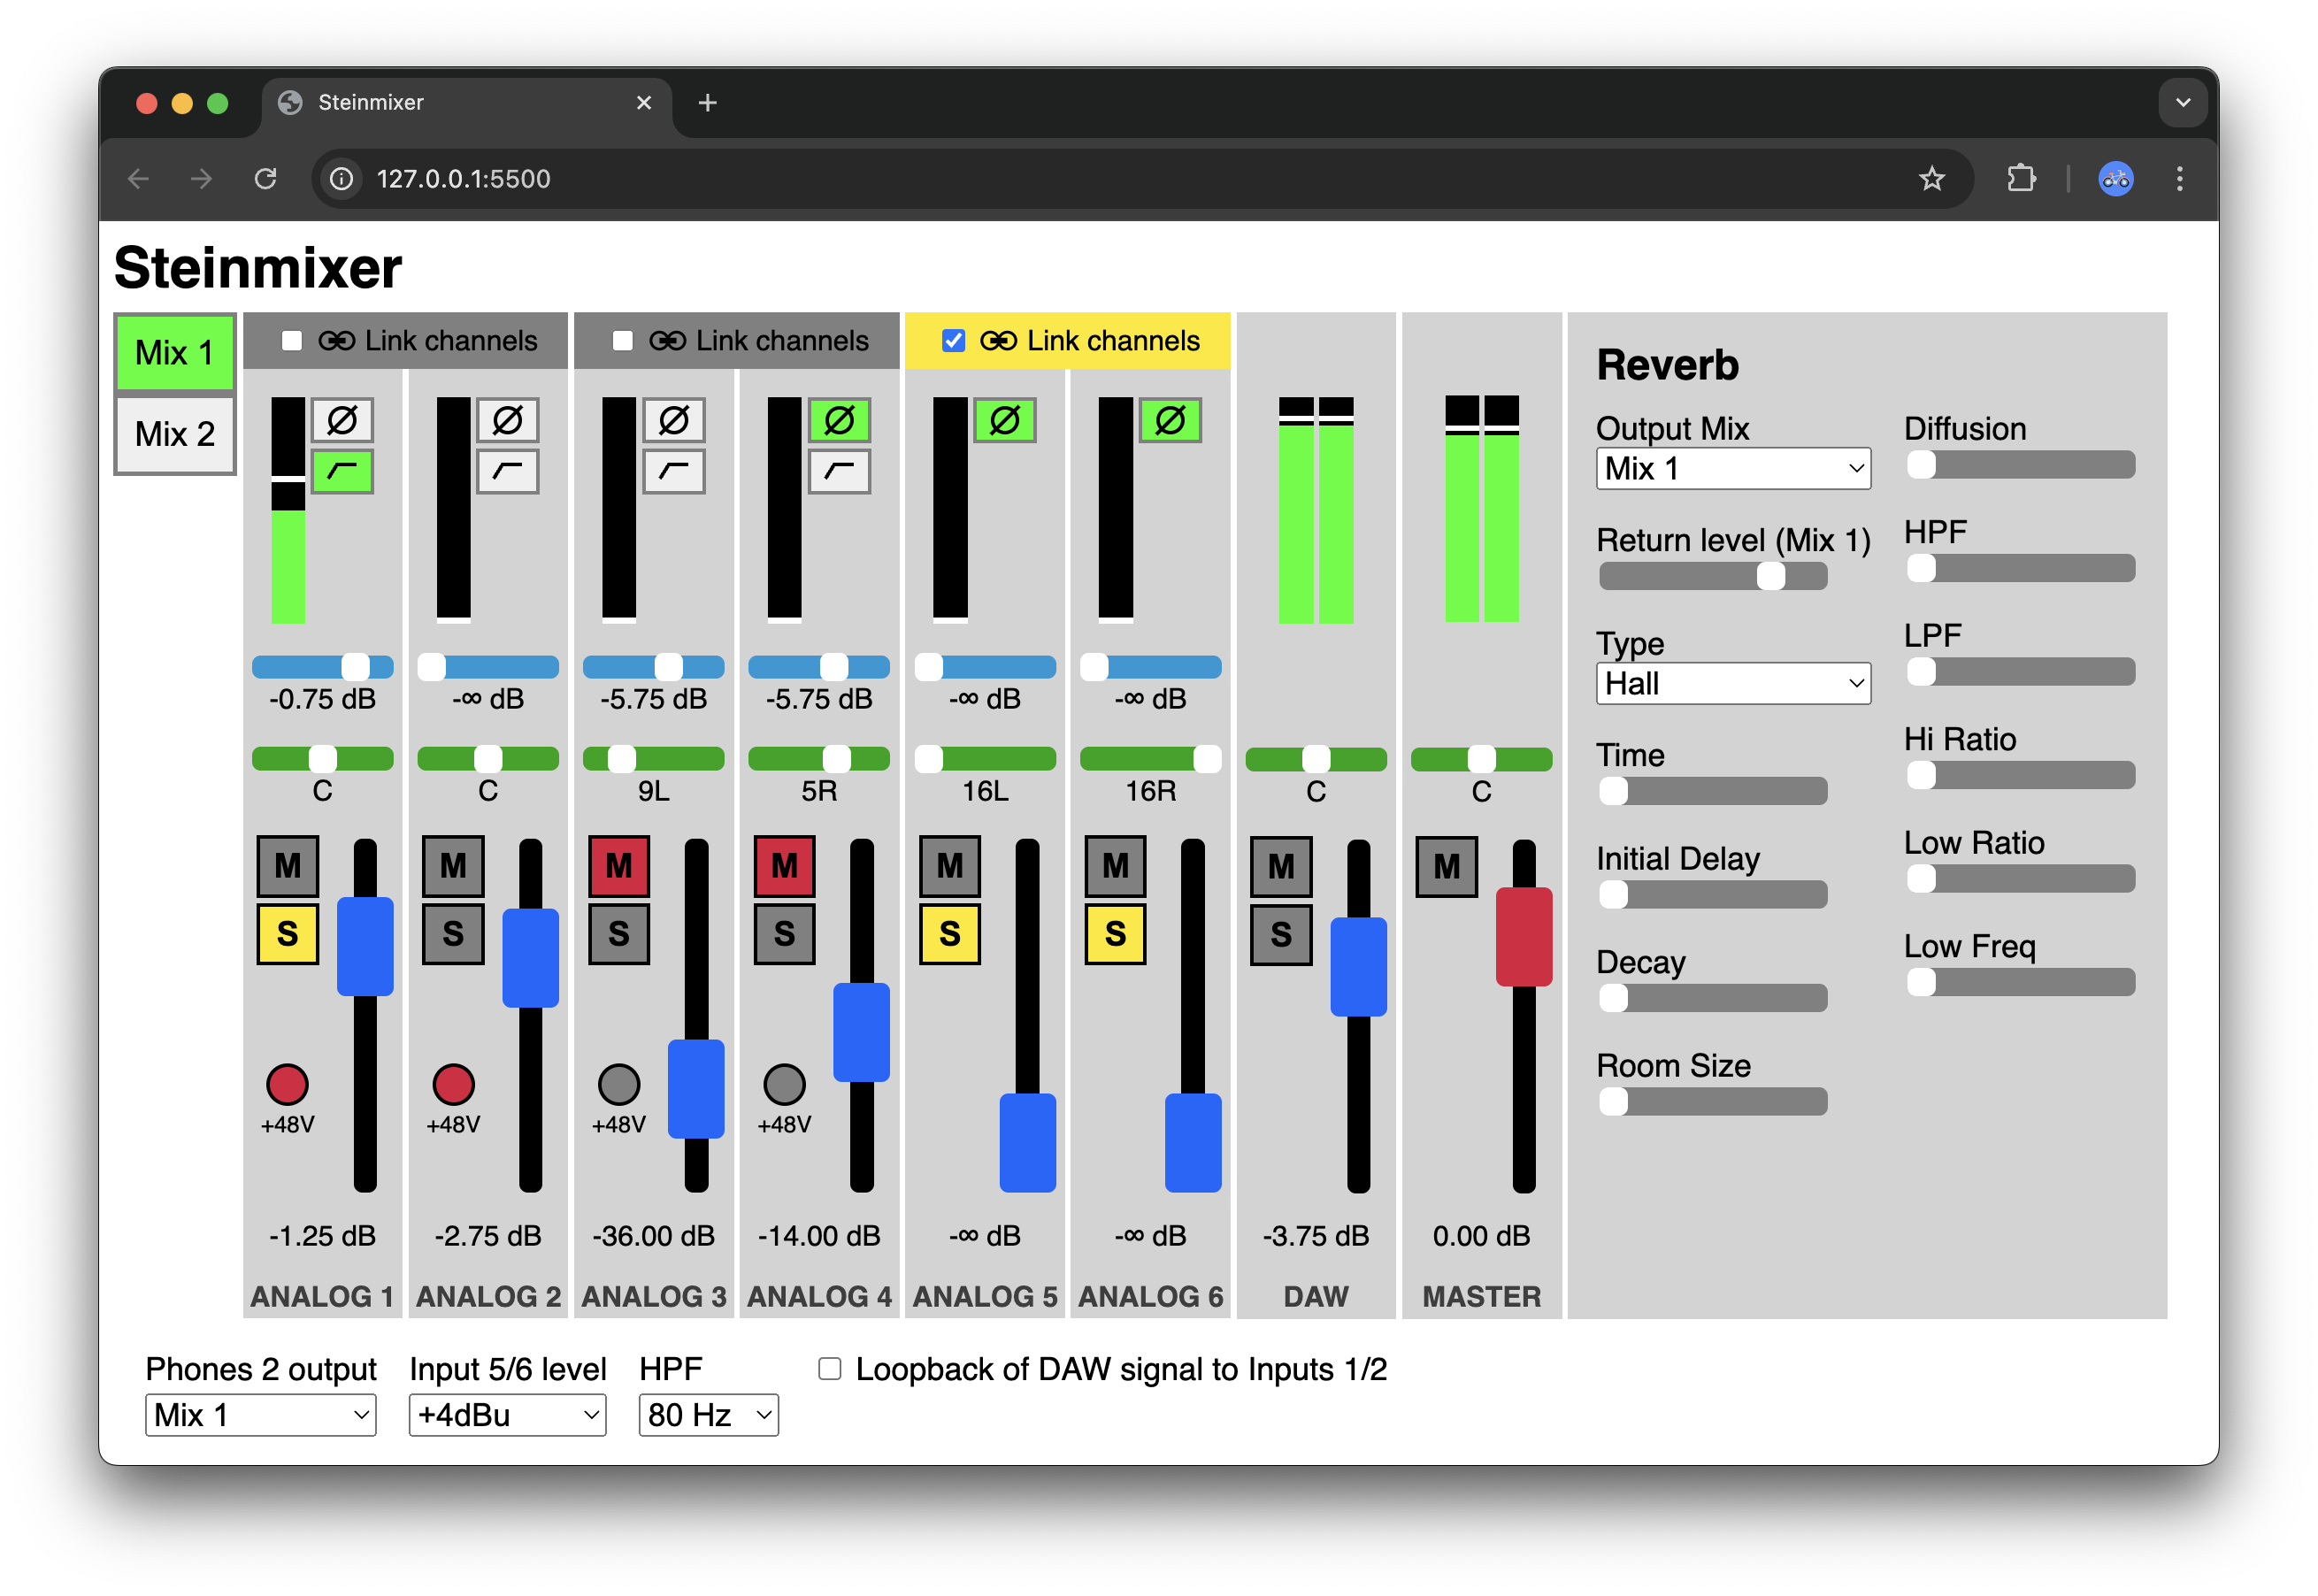 Steinmixer
127.0.0.1:5500
Steinmixer
Mix 1
Mix 2
Link channels
Link channels
Link channels
Ø
Ø
Ø
Ø
Ø
Ø
-0.75 dB
-∞ dB
-5.75 dB
-5.75 dB
-∞ dB
-∞ dB
C
C
9L
5R
16L
16R
C
C
M
M
M
M
M
M
M
M
S
S
S
S
S
S
S
+48V
+48V
+48V
+48V
-1.25 dB
-2.75 dB
-36.00 dB
-14.00 dB
-∞ dB
-∞ dB
-3.75 dB
0.00 dB
ANALOG 1
ANALOG 2
ANALOG 3
ANALOG 4
ANALOG 5
ANALOG 6
DAW
MASTER
Reverb
Output Mix
Mix 1
Return level (Mix 1)
Type
Hall
Time
Initial Delay
Decay
Room Size
Diffusion
HPF
LPF
Hi Ratio
Low Ratio
Low Freq
Phones 2 output
Mix 1
Input 5/6 level
+4dBu
HPF
80 Hz
Loopback of DAW signal to Inputs 1/2